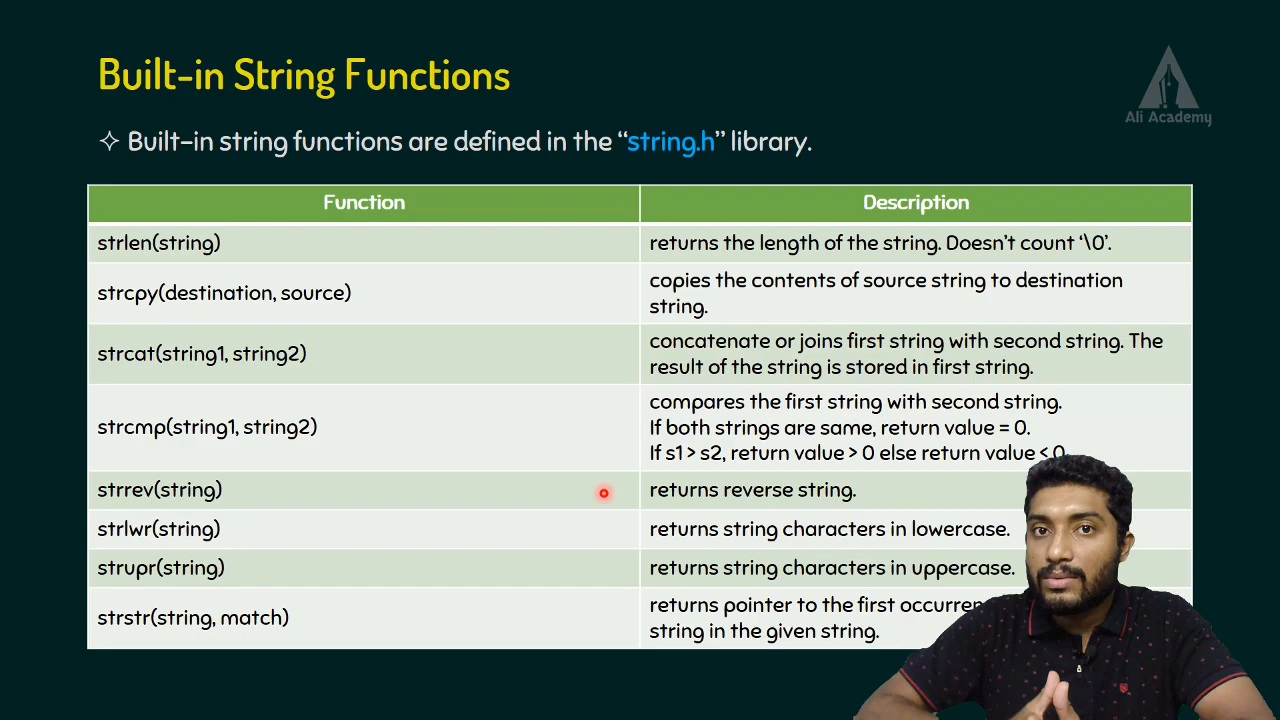 Built-in String Functions
Ali Academy
✧ Built-in string functions are defined in the “string.h” library.
Function
Description
strlen(string)
returns the length of the string. Doesn’t count ‘\0’.
strcpy(destination, source)
copies the contents of source string to destination
string.
strcat(string1, string2)
concatenate or joins first string with second string. The
result of the string is stored in first string.
strcmp(string1, string2)
compares the first string with second string.
If both strings are same, return value = 0.
If s1 > s2, return value > 0 else return value < 0.
strrev(string)
returns reverse string.
strlwr(string)
returns string characters in lowercase.
strupr(string)
returns string characters in uppercase.
strstr(string, match)
returns pointer to the first
string in the given string.